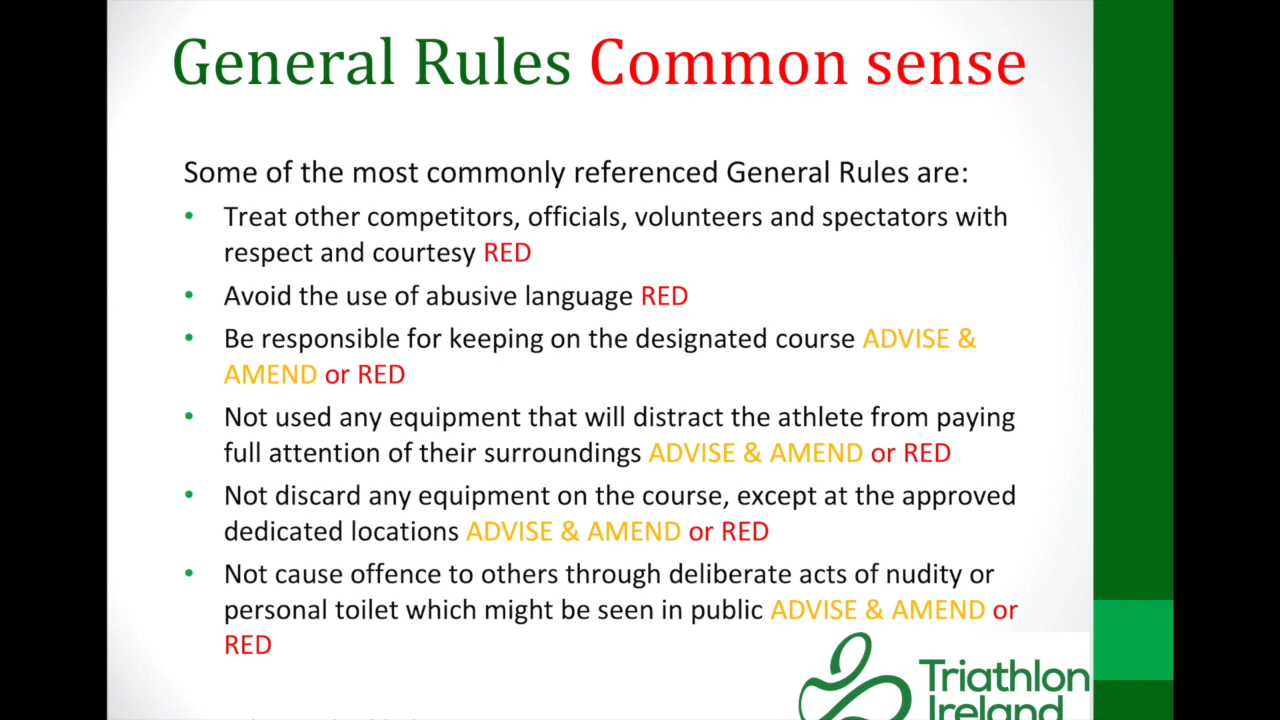 General Rules Common sense
Some of the most commonly referenced General Rules are:
• Treat other competitors, officials, volunteers and spectators with
respect and courtesy RED
• Avoid the use of abusive language RED
• Be responsible for keeping on the designated course ADVISE &
AMEND or RED
• Not used any equipment that will distract the athlete from paying
full attention of their surroundings ADVISE & AMEND or RED
• Not discard any equipment on the course, except at the approved
dedicated locations ADVISE & AMEND or RED
• Not cause offence to others through deliberate acts of nudity or
personal toilet which might be seen in public ADVISE & AMEND or
RED
Triathlon
Ireland